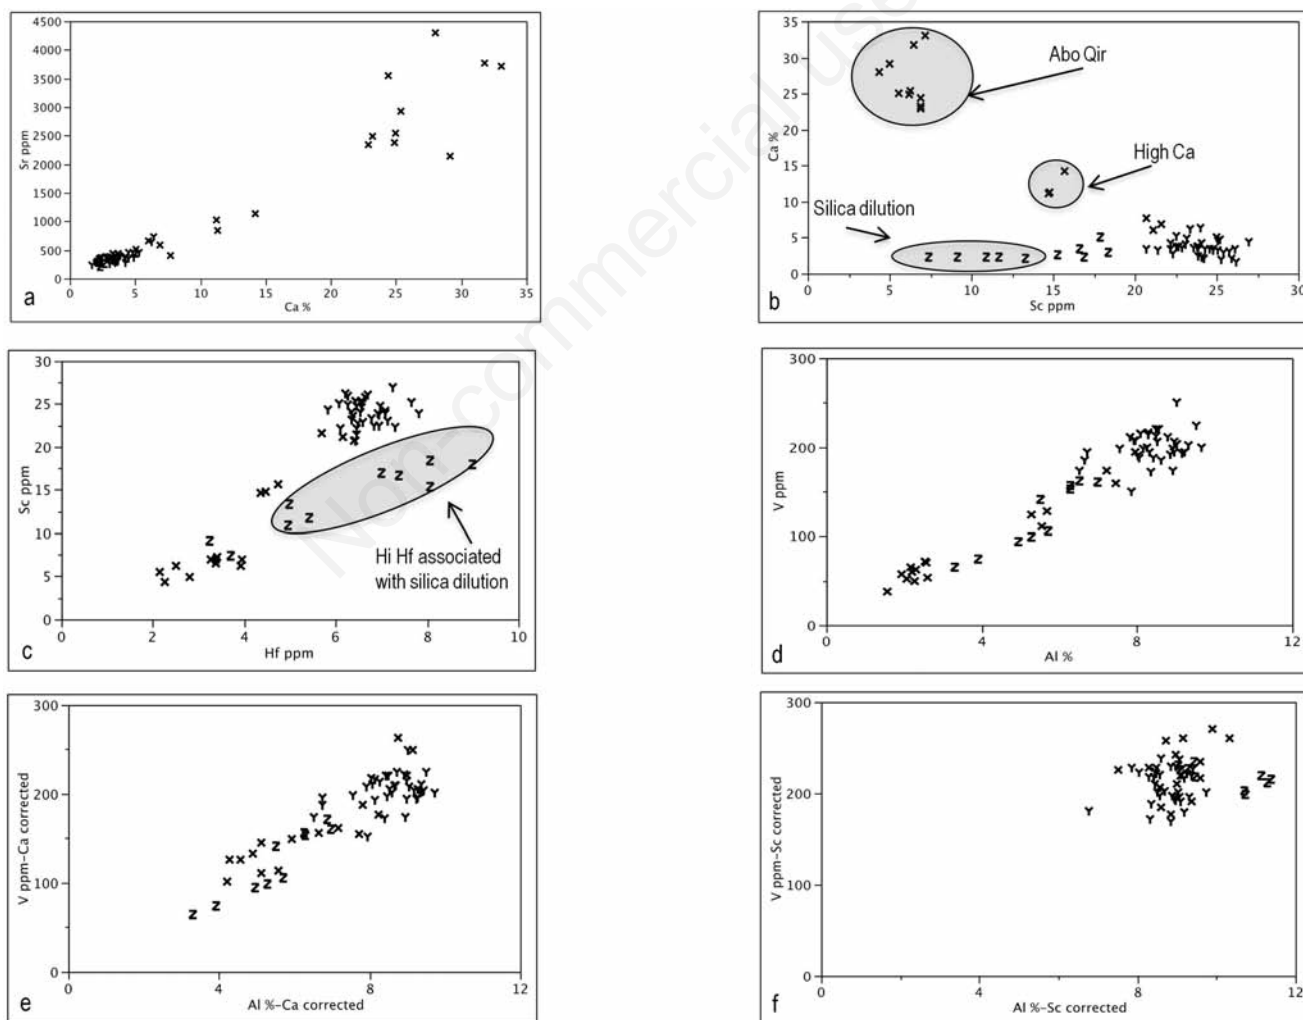 4500
4000
3500
3000
2500
2000
1500
1000
500
0
Sr ppm
0 5 10 15 20 25 30 35
Ca %
a
35
30
25
20
15
10
5
0
Ca %
Abo Qir
High Ca
Silica dilution
0 5 10 15 20 25 30
Sc ppm
b
30
25
20
15
10
5
0
Sc ppm
Hi Hf associated
with silica dilution
0 2 4 6 8 10
Hf ppm
c
300
200
100
0
V ppm
0 4 8 12
Al %
d
300
200
100
0
V ppm-Ca corrected
0 4 8 12
Al %-Ca corrected
e
300
200
100
0
V ppm-Sc corrected
0 4 8 12
Al %-Sc corrected
f
Non-commercial use